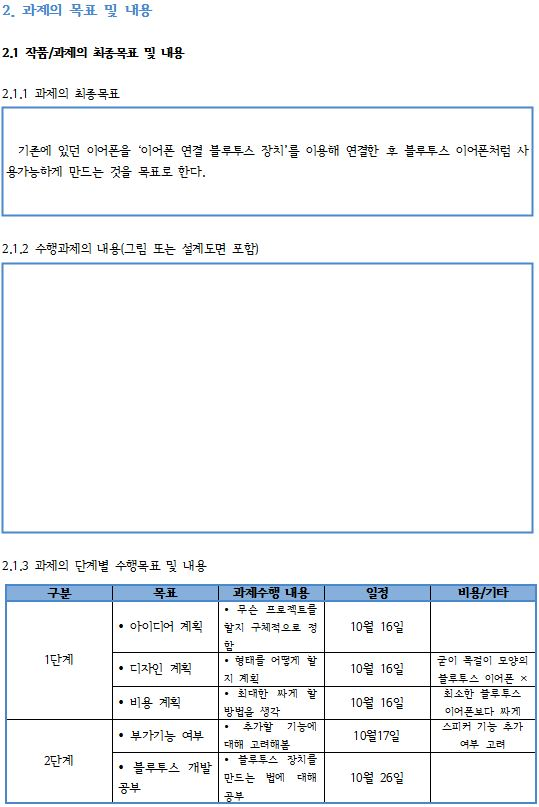 2. 과제의 목표 및 내용
2.1 작품/과제의 최종목표 및 내용
2.1.1 과제의 최종목표
기존에 있던 이어폰을 ‘이어폰 연결 블루투스 장치’를 이용해 연결한 후 블루투스 이어폰처럼 사
용가능하게 만드는 것을 목표로 한다.
2.1.2 수행과제의 내용(그림 또는 설계도면 포함)
2.1.3 과제의 단계별 수행목표 및 내용
구분 목표 과제수행 내용 일정 비용/기타
1단계
• 아이디어 계획
• 무슨 프로젝트를
할지 구체적으로 정
함
10월 16일
• 디자인 계획
• 형태를 어떻게 할
지 계획
10월 16일
굳이 목걸이 모양의
블루투스 이어폰 ×
• 비용 계획
• 최대한 싸게 할
방법을 생각
10월 16일
최소한 블루투스
이어폰보다 싸게
2단계
• 부가기능 여부
• 추가할 기능에
대해 고려해봄
10월17일
스피커 기능 추가
여부 고려
• 블루투스 개발
공부
• 블루투스 장치를
만드는 법에 대해
공부
10월 26일